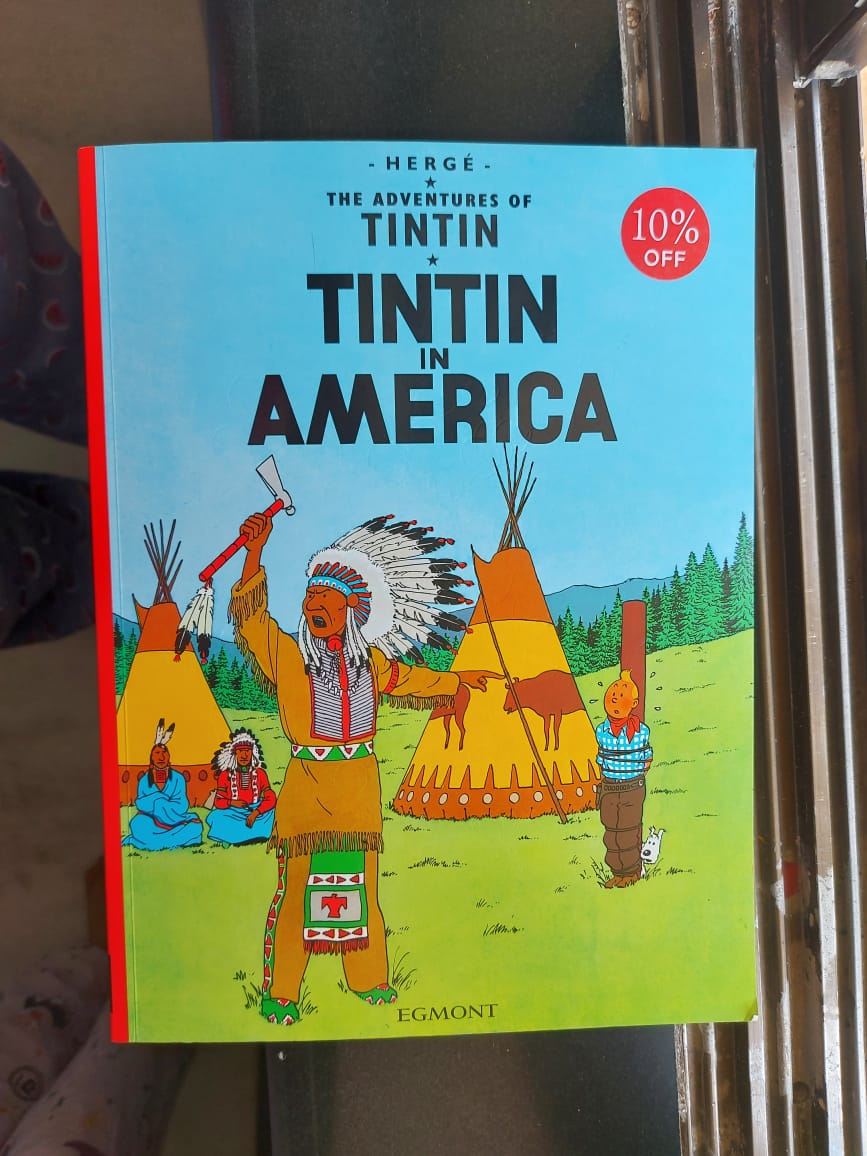 - HERGÉ -
THE ADVENTURES OF
TINTIN
TINTIN
IN
AMERICA
10%
OFF
EGMONT